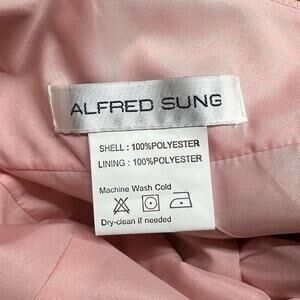 ALFRED SUNG
SHELL : 100%POLYESTER
LINING : 100%POLYESTER
Machine Wash Cold
Dry-clean if needed